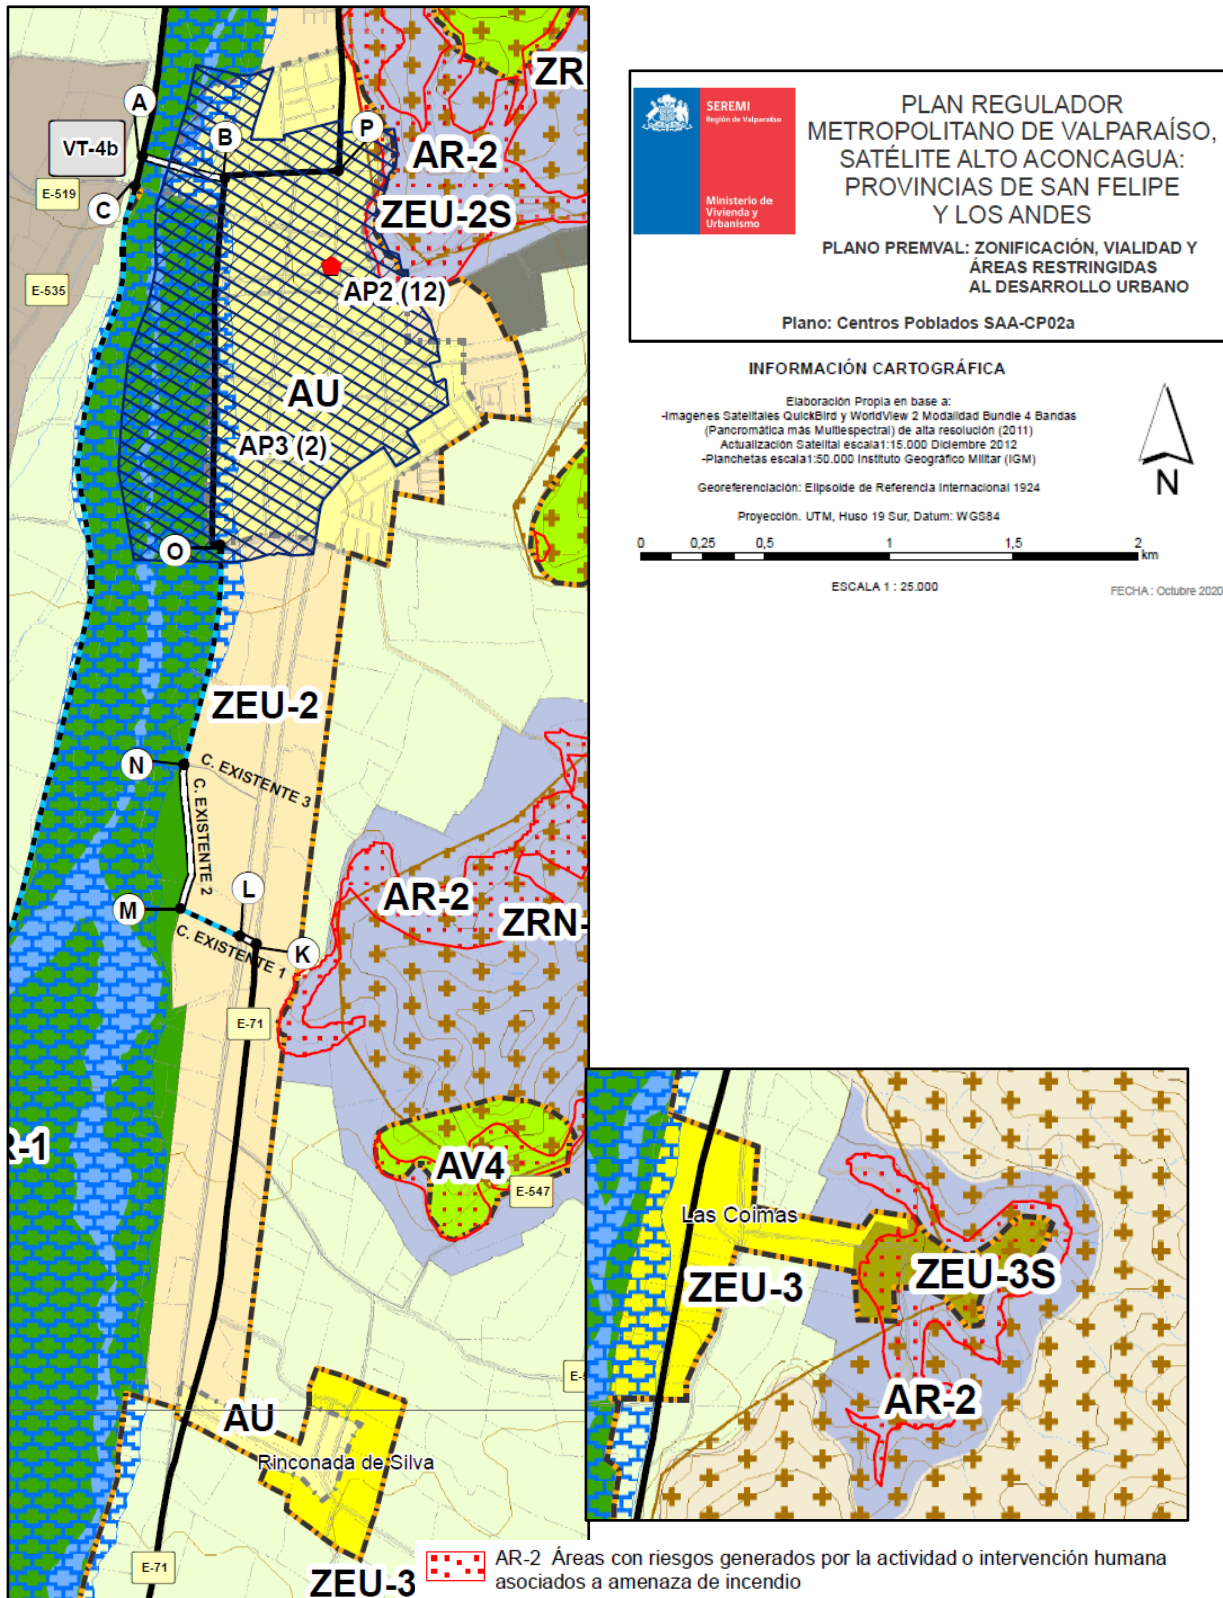 A
B
P
VT-4b
E-519
C
E-535
ZR
AR-2
ZEU-2S
AP2 (12)
AU
AP3 (2)
O
ZEU-2
N
C. EXISTENTE 3
C. EXISTENTE 2
L
M
C. EXISTENTE 1
K
AR-2
ZRN-
E-71
R-1
AV4
E-547
AU
Rinconada de Silva
E-71
ZEU-3
SEREMI
Región de Valparaíso
Ministerio de
Vivienda y
Urbanismo
PLAN REGULADOR
METROPOLITANO DE VALPARAÍSO,
SATÉLITE ALTO ACONCAGUA:
PROVINCIAS DE SAN FELIPE
Y LOS ANDES
PLANO PREMVAL: ZONIFICACIÓN, VIALIDAD Y
ÁREAS RESTRINGIDAS
AL DESARROLLO URBANO
Plano: Centros Poblados SAA-CP02a
INFORMACIÓN CARTOGRÁFICA
Elaboración Propia en base a:
-Imagenes Satelitales QuickBird y WorldView 2 Modalidad Bundle 4 Bandas
(Pancromática más Multiespectral) de alta resolución (2011)
Actualización Satelital escala1:15.000 Diciembre 2012
-Planchetas escala1:50.000 Instituto Geográfico Militar (IGM)
Georeferenciación: Elipsoide de Referencia Internacional 1924
Proyección. UTM, Huso 19 Sur, Datum: WGS84
N
0 0,25 0,5 1 1,5 2
km
ESCALA 1 : 25.000
FECHA: Octubre 2020
Las Coimas
ZEU-3
ZEU-3S
AR-2
AR-2 Áreas con riesgos generados por la actividad o intervención humana
asociados a amenaza de incendio